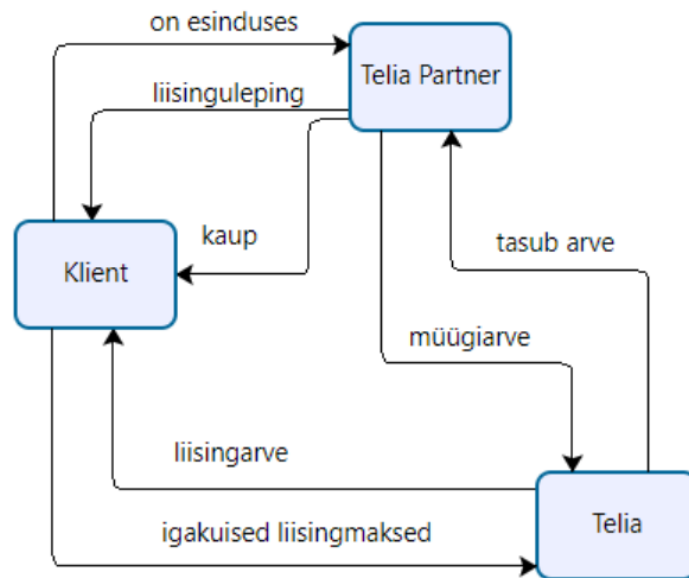 on esinduses
Telia Partner
liisinguleping
kaup
tasub arve
Klient
müügiarve
liisingarve
Telia
igakuised liisingmaksed